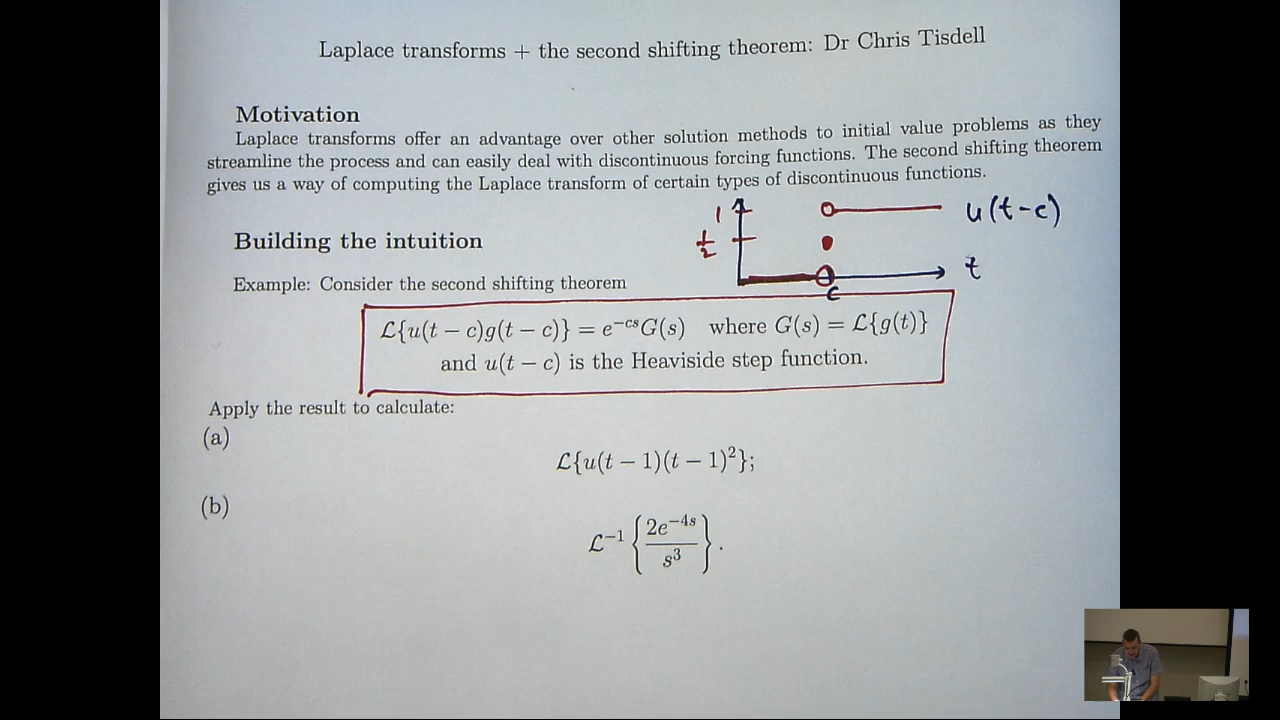 Laplace transforms + the second shifting theorem: Dr Chris Tisdell
Motivation
Laplace transforms offer an advantage over other solution methods to initial value problems as they
streamline the process and can easily deal with discontinuous forcing functions. The second shifting theorem
gives us a way of computing the Laplace transform of certain types of discontinuous functions.
1
u(t-c)
1/2
t
c
Building the intuition
Example: Consider the second shifting theorem
ℒ{u(t − c)g(t − c)} = e^{−cs}G(s) where G(s) = ℒ{g(t)}
and u(t − c) is the Heaviside step function.
Apply the result to calculate:
(a)
ℒ{u(t − 1)(t − 1)²};
(b)
ℒ⁻¹{2e^{−4s}/s³}.